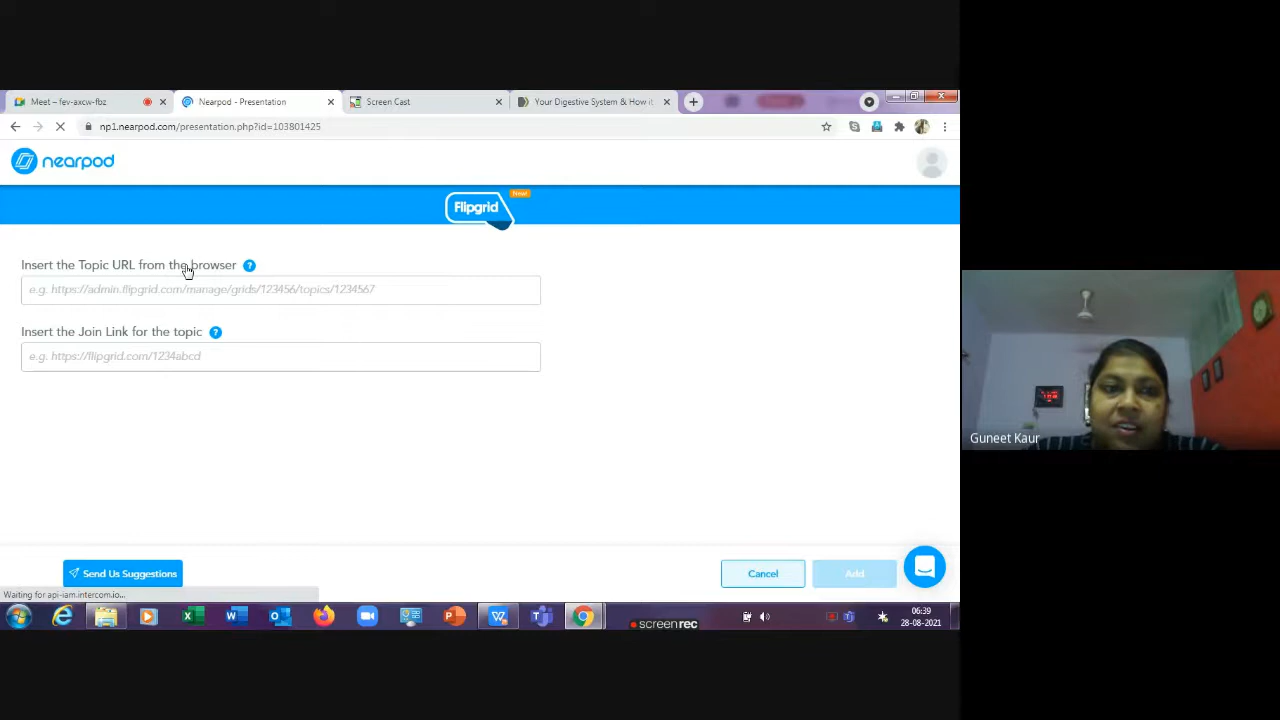 Meet – fev-axcw-fbz
Nearpod - Presentation
Screen Cast
Your Digestive System & How it
np1.nearpod.com/presentation.php?id=103801425
nearpod
Flipgrid
New!
Insert the Topic URL from the browser ?
e.g. https://admin.flipgrid.com/manage/grids/123456/topics/1234567
Insert the Join Link for the topic ?
e.g. https://flipgrid.com/1234abcd
Guneet Kaur
Send Us Suggestions
Cancel
Add
Waiting for api-iam.intercom.io...
screenrec
06:39
28-08-2021